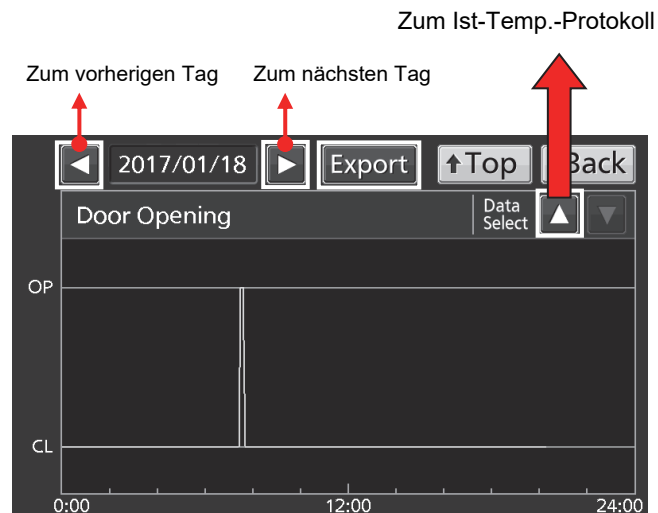 Zum Ist-Temp.-Protokoll
Zum vorherigen Tag Zum nächsten Tag
2017/01/18 Export Top Back
Door Opening Data
Select
OP
CL
0:00 12:00 24:00